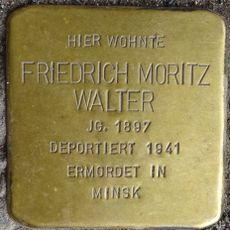 HIER WOHNTE
FRIEDRICH MORITZ
WALTER
JG. 1897
DEPORTIERT 1941
ERMORDET IN
MINSK